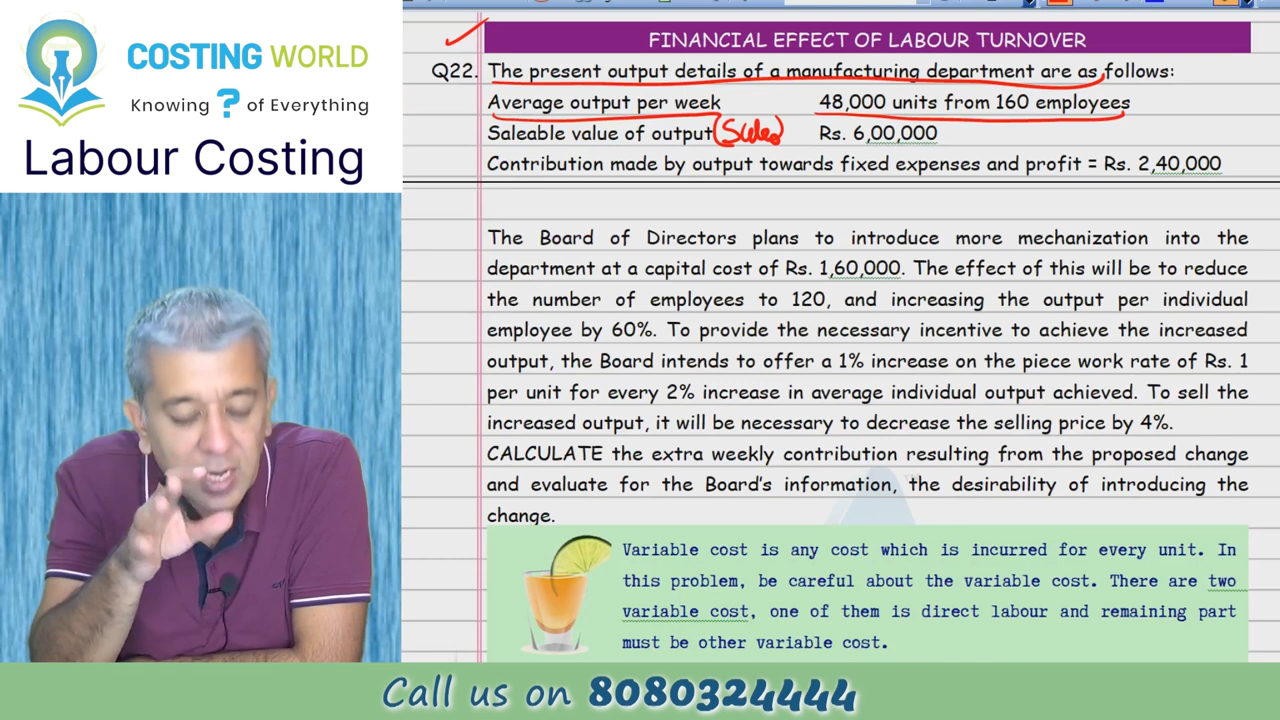 COSTING WORLD
Knowing ? of Everything
Labour Costing
FINANCIAL EFFECT OF LABOUR TURNOVER
Q22. The present output details of a manufacturing department are as follows:
Average output per week 48,000 units from 160 employees
Saleable value of output (Sales) Rs. 6,00,000
Contribution made by output towards fixed expenses and profit = Rs. 2,40,000
The Board of Directors plans to introduce more mechanization into the
department at a capital cost of Rs. 1,60,000. The effect of this will be to reduce
the number of employees to 120, and increasing the output per individual
employee by 60%. To provide the necessary incentive to achieve the increased
output, the Board intends to offer a 1% increase on the piece work rate of Rs. 1
per unit for every 2% increase in average individual output achieved. To sell the
increased output, it will be necessary to decrease the selling price by 4%.
CALCULATE the extra weekly contribution resulting from the proposed change
and evaluate for the Board's information, the desirability of introducing the
change.
Variable cost is any cost which is incurred for every unit. In
this problem, be careful about the variable cost. There are two
variable cost, one of them is direct labour and remaining part
must be other variable cost.
Call us on 8080324444